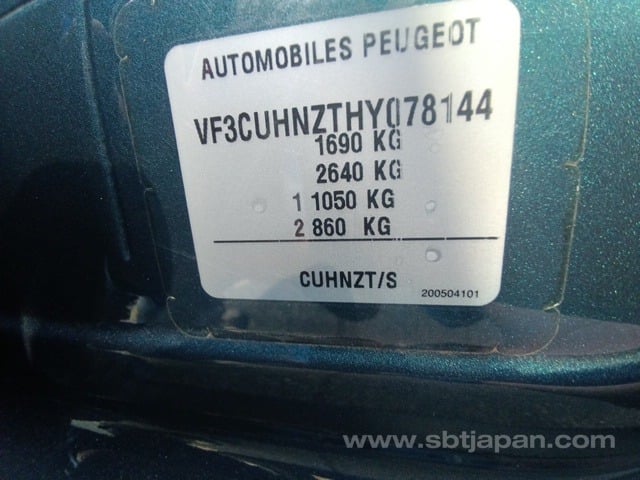 AUTOMOBILES PEUGEOT
VF3CUHNZTHY078144
1690 KG
2640 KG
1 1050 KG
2 860 KG
CUHNZT/S
200504101
www.sbtjapan.com